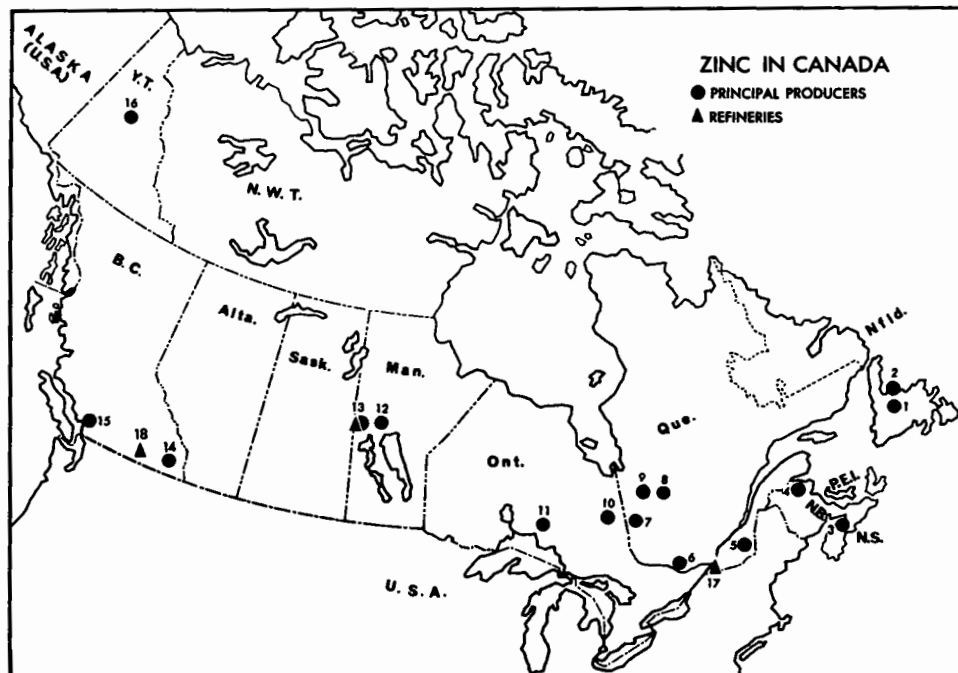 ALASKA
(U.S.A.)
Y.T.
16
ZINC IN CANADA
PRINCIPAL PRODUCERS
REFINERIES
N.W.T.
B.C.
Alta.
Sask.
Man.
Nfld.
2
1
15
18
14
13 12
Ont.
Que.
9 8
10
7
11
P.E.I.
4
N.B.
3
N.S.
5
6
17
U.S.A.